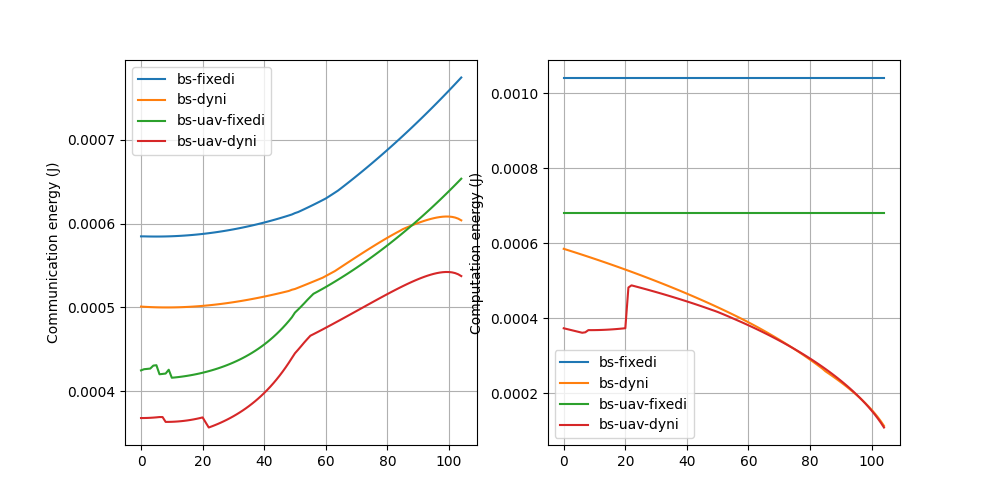 Communication energy (J)
0.0007
0.0006
0.0005
0.0004
0 20 40 60 80 100
bs-fixedi
bs-dyni
bs-uav-fixedi
bs-uav-dyni
Computation energy (J)
0.0010
0.0008
0.0006
0.0004
0.0002
0 20 40 60 80 100
bs-fixedi
bs-dyni
bs-uav-fixedi
bs-uav-dyni